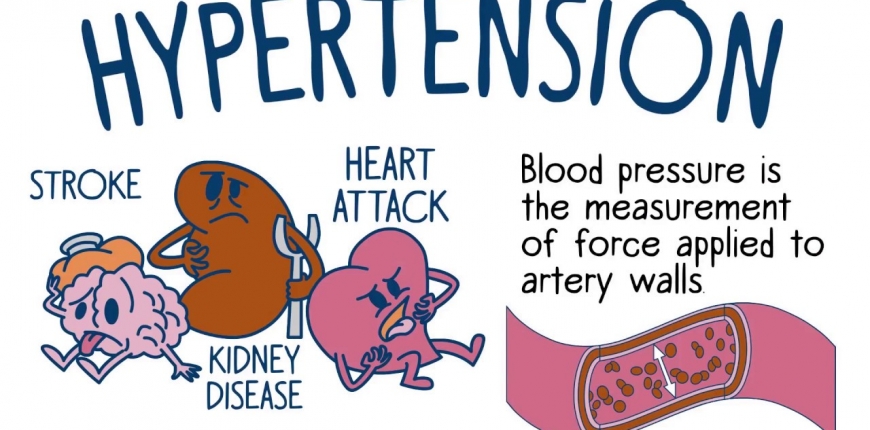 HYPERTENSION
STROKE
HEART
ATTACK
KIDNEY
DISEASE
Blood pressure is
the measurement
of force applied to
artery walls.